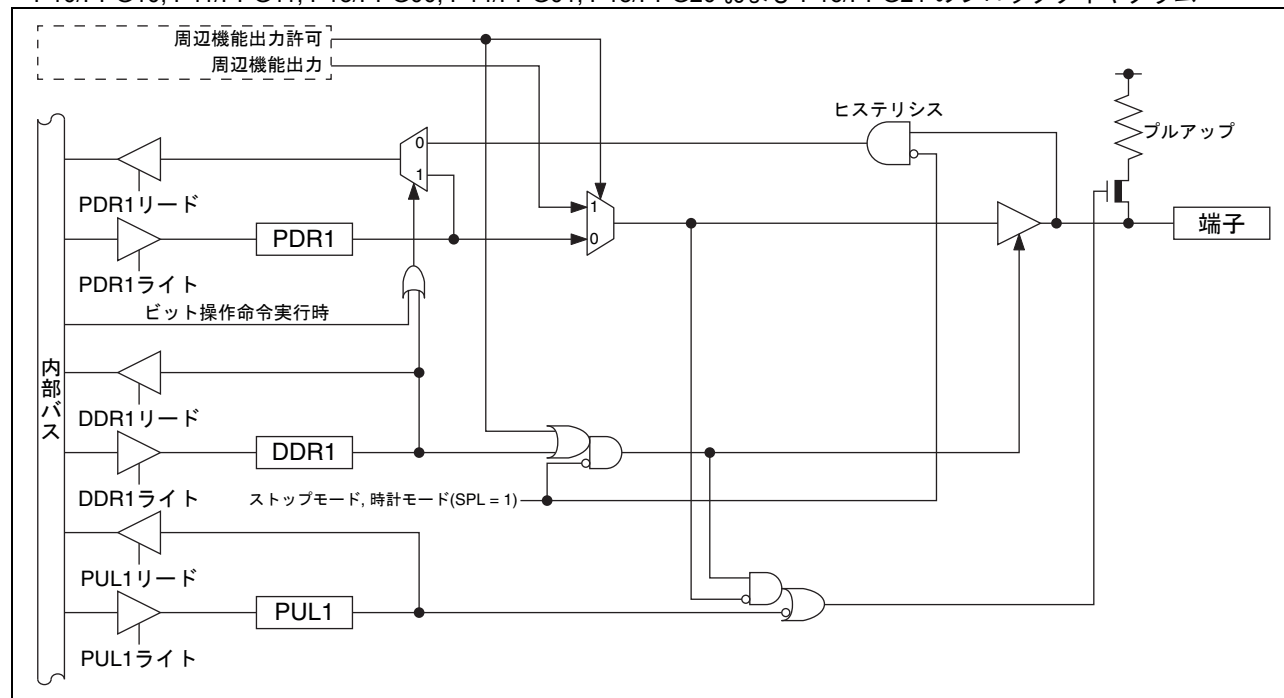 周辺機能出力許可
周辺機能出力
ヒステリシス
プルアップ
0
1
PDR1リード
1
PDR1
0
端子
PDR1ライト
ビット操作命令実行時
内部バス
DDR1リード
DDR1
DDR1ライト
ストップモード, 時計モード(SPL = 1)
PUL1リード
PUL1
PUL1ライト